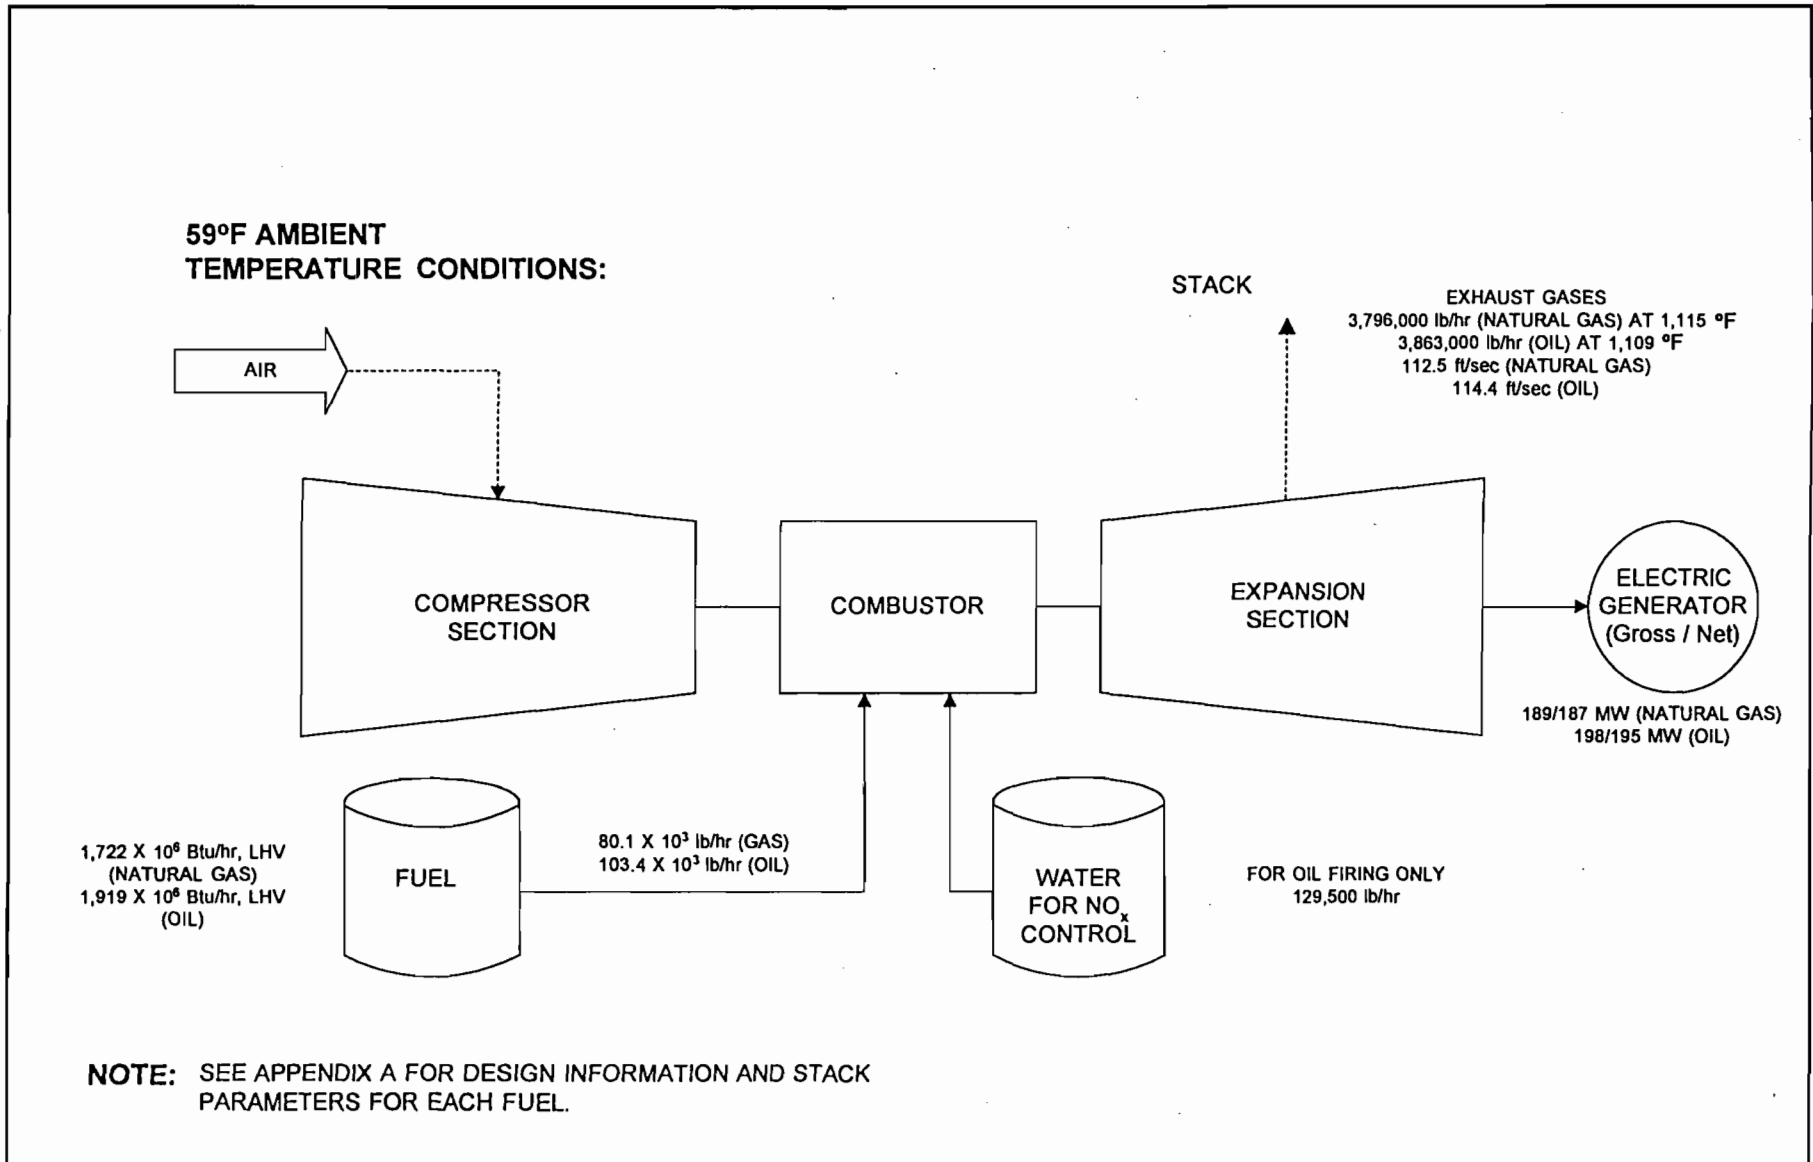 59ºF AMBIENT
TEMPERATURE CONDITIONS:
AIR
STACK
EXHAUST GASES
3,796,000 lb/hr (NATURAL GAS) AT 1,115 ºF
3,863,000 lb/hr (OIL) AT 1,109 ºF
112.5 ft/sec (NATURAL GAS)
114.4 ft/sec (OIL)
COMPRESSOR
SECTION
COMBUSTOR
EXPANSION
SECTION
ELECTRIC
GENERATOR
(Gross / Net)
189/187 MW (NATURAL GAS)
198/195 MW (OIL)
1,722 X 10⁶ Btu/hr, LHV
(NATURAL GAS)
1,919 X 10⁶ Btu/hr, LHV
(OIL)
FUEL
80.1 X 10³ lb/hr (GAS)
103.4 X 10³ lb/hr (OIL)
WATER
FOR NOₓ
CONTROL
FOR OIL FIRING ONLY
129,500 lb/hr
NOTE: SEE APPENDIX A FOR DESIGN INFORMATION AND STACK
PARAMETERS FOR EACH FUEL.